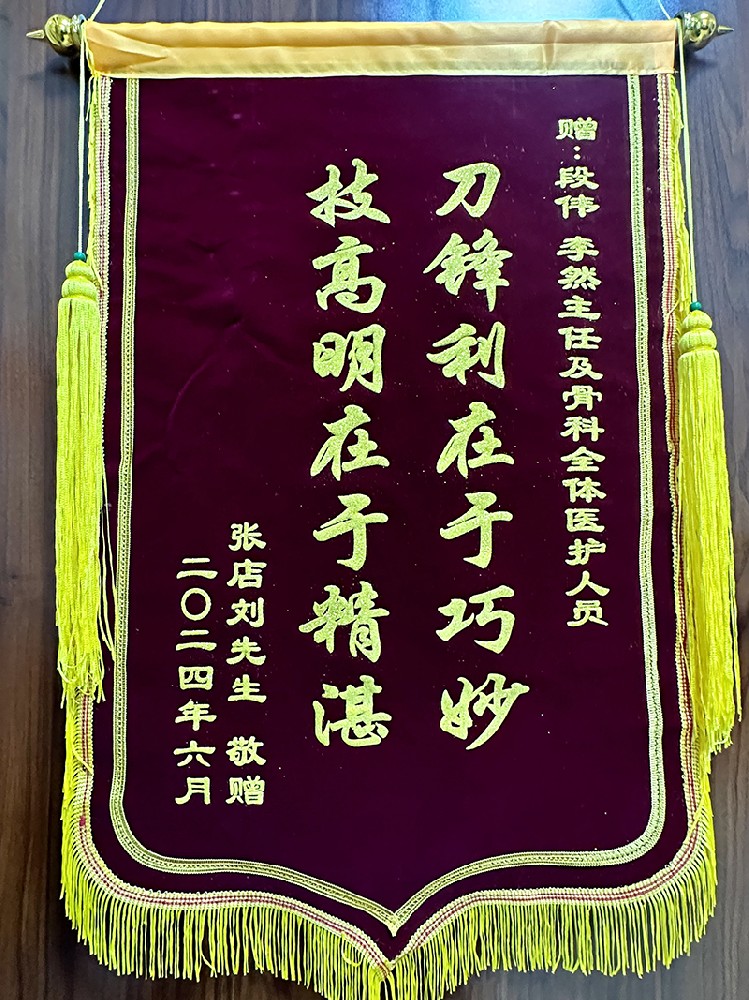 赠：段伟 李然主任及骨科全体医护人员
刀锋利在于巧妙
技高明在于精湛
张店刘先生 敬赠
二〇二四年六月